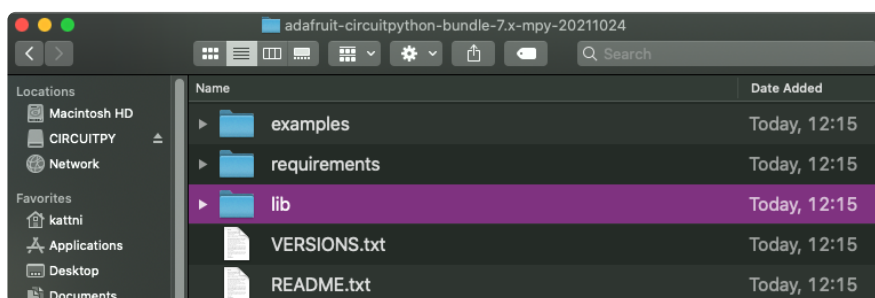 adafruit-circuitpython-bundle-7.x-mpy-20211024
Search
Locations
Macintosh HD
CIRCUITPY
Network
Favorites
kattni
Applications
Desktop
Documents
Name Date Added
examples Today, 12:15
requirements Today, 12:15
lib Today, 12:15
VERSIONS.txt Today, 12:15
README.txt Today, 12:15